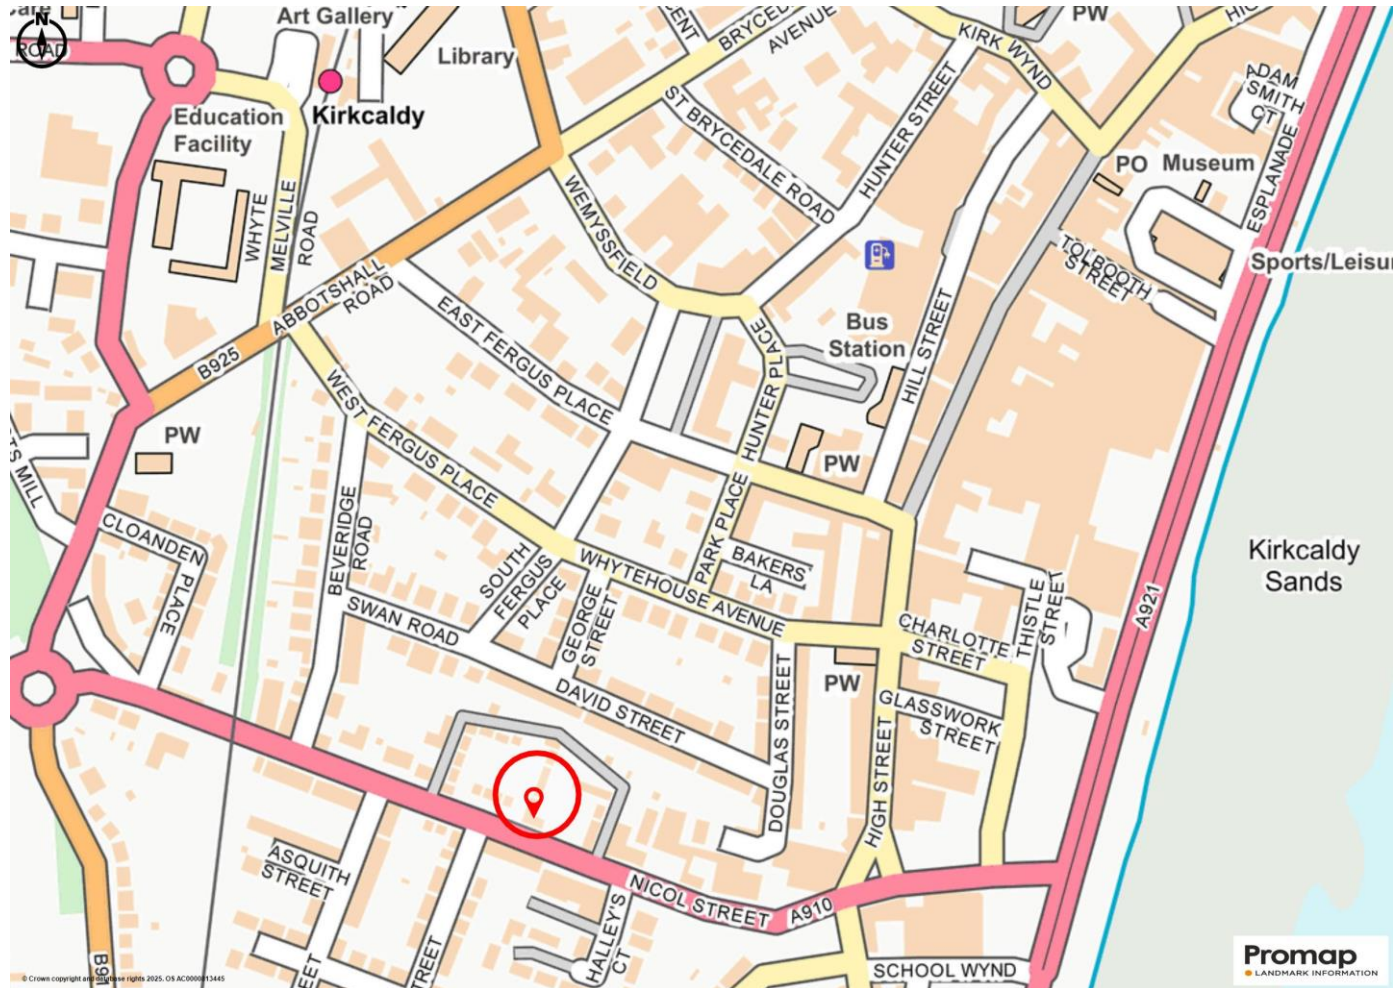 N
Art Gallery
PW
ROAD
Library
BRYCEDALE
AVENUE
KIRK WYND
Kirkcaldy
Education
Facility
ST BRYCEDALE ROAD
HUNTER STREET
ADAM
SMITH
CT
PO
Museum
ESPLANADE
WHYTE
MELVILLE
ROAD
WEMYSSFIELD
TOLBOOTH
STREET
ABBOTSHALL
ROAD
B925
EAST FERGUS PLACE
HUNTER PLACE
Bus
Station
HILL STREET
PW
WEST FERGUS PLACE
PW
CLOANDEN
PLACE
BEVERIDGE
ROAD
SOUTH
FERGUS
PLACE
WHYTEHOUSE AVENUE
PARK PLACE
BAKERS
LA
Kirkcaldy
Sands
A921
THISTLE
STREET
SWAN ROAD
GEORGE
STREET
CHARLOTTE
STREET
DAVID STREET
DOUGLAS STREET
PW
GLASSWORK
STREET
HIGH STREET
ASQUITH
STREET
NICOL STREET
A910
HALLEY'S
CT
SCHOOL WYND
Promap
LANDMARK INFORMATION